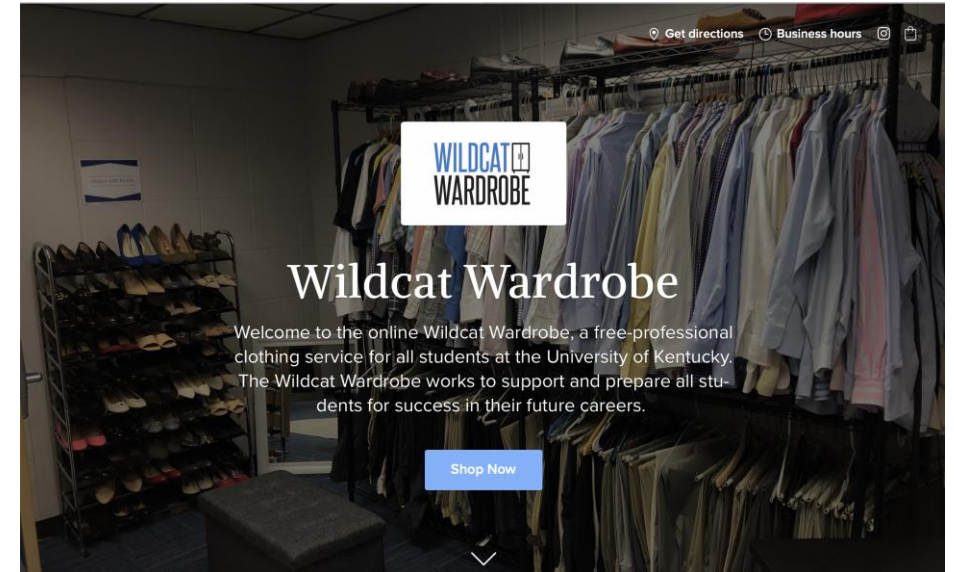 Get directions Business hours
WILDCAT
WARDROBE
Wildcat Wardrobe
Welcome to the online Wildcat Wardrobe, a free-professional
clothing service for all students at the University of Kentucky.
The Wildcat Wardrobe works to support and prepare all stu-
dents for success in their future careers.
Shop Now